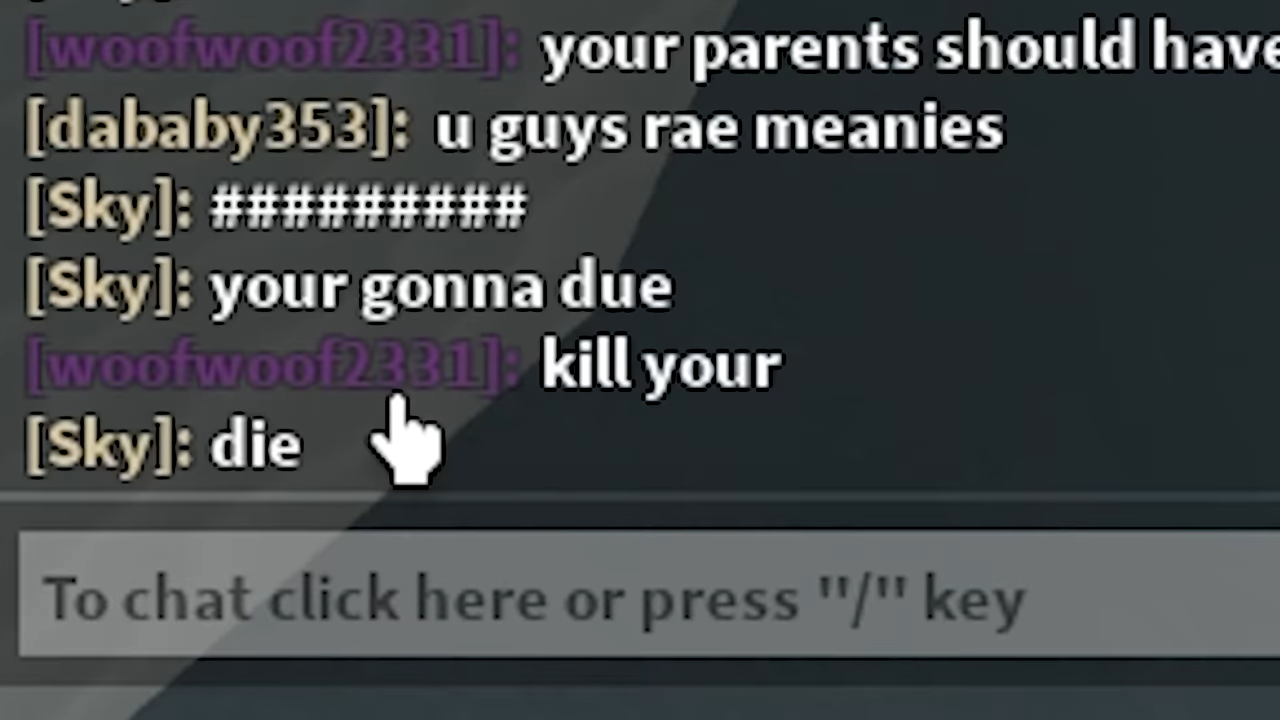 [woofwoof2331]: your parents should have
[dababy353]: u guys rae meanies
[Sky]: #########
[Sky]: your gonna due
[woofwoof2331]: kill your
[Sky]: die
To chat click here or press "/" key